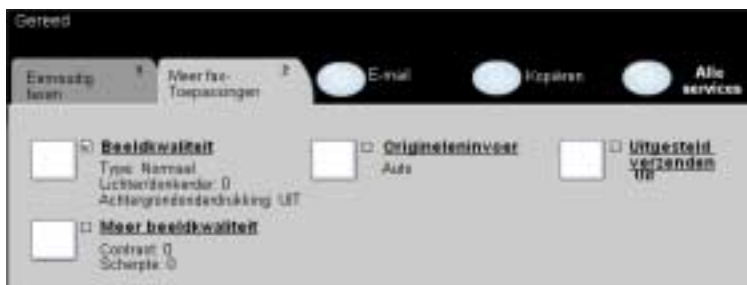 Gereed
Eenvoudig faxen
Meer fax-
Toepassingen
E-mail
Kopiëren
Alle
services
Beeldkwaliteit
Type: Normaal
Lichter/donkerder: 0
Achtergrondonderdrukking: UIT
Origineleninvoer
Auto
Uitgesteld
verzenden
Uit
Meer beeldkwaliteit
Contrast: 0
Scherpte: 0